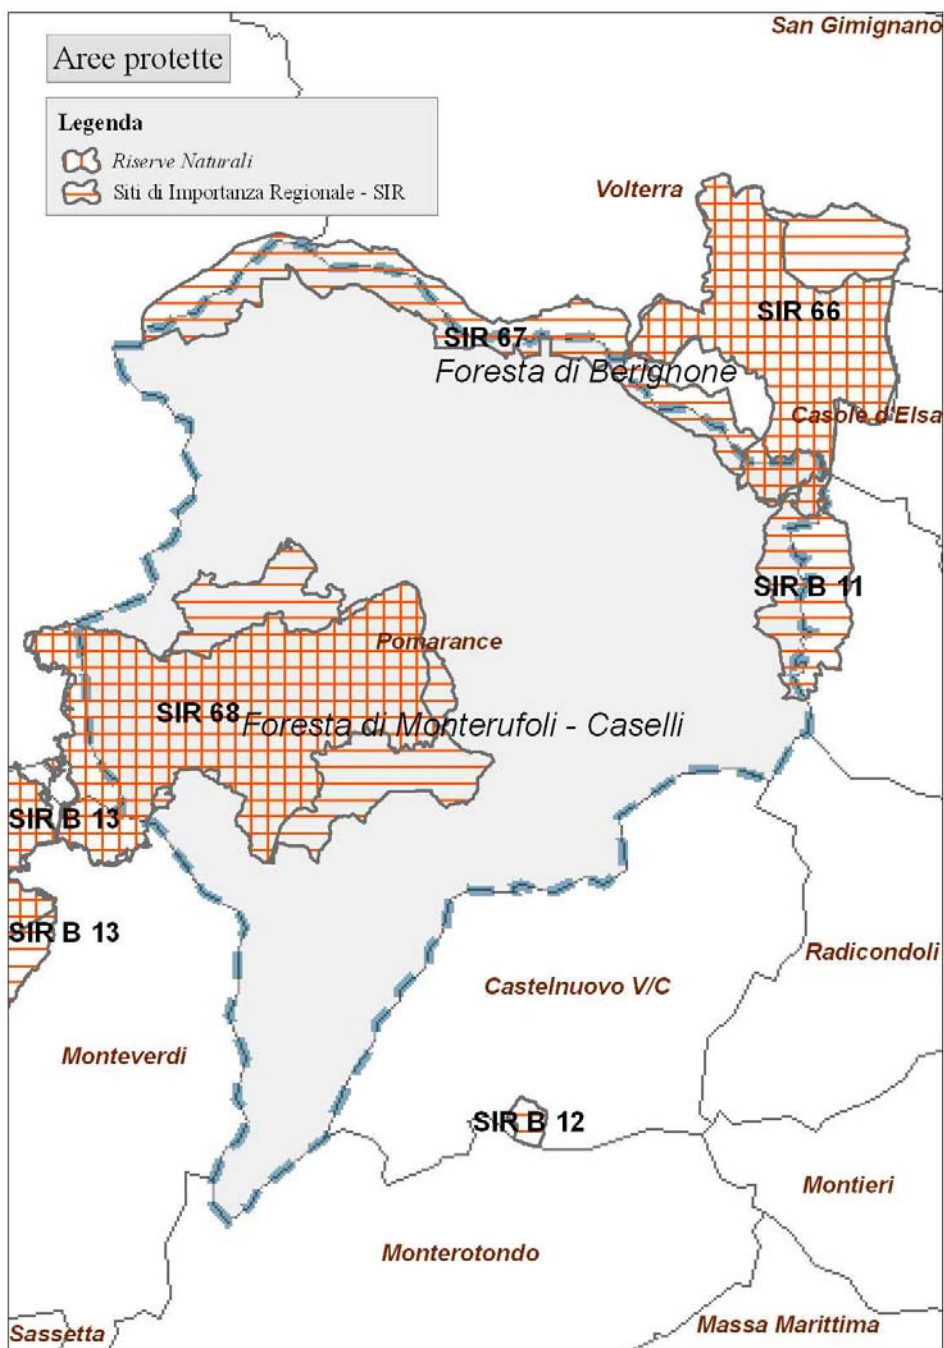 San Gimignano
Aree protette
Legenda
Riserve Naturali
Siti di Importanza Regionale - SIR
Volterra
SIR 66
SIR 67
Foresta di Berignone
Casole d'Elsa
SIR B 11
Pomarance
SIR 68
Foresta di Monterufoli - Caselli
SIR B 13
SIR B 13
Radicondoli
Castelnuovo V/C
Monteverdi
SIR B 12
Montieri
Monterotondo
Massa Marittima
Sassetta